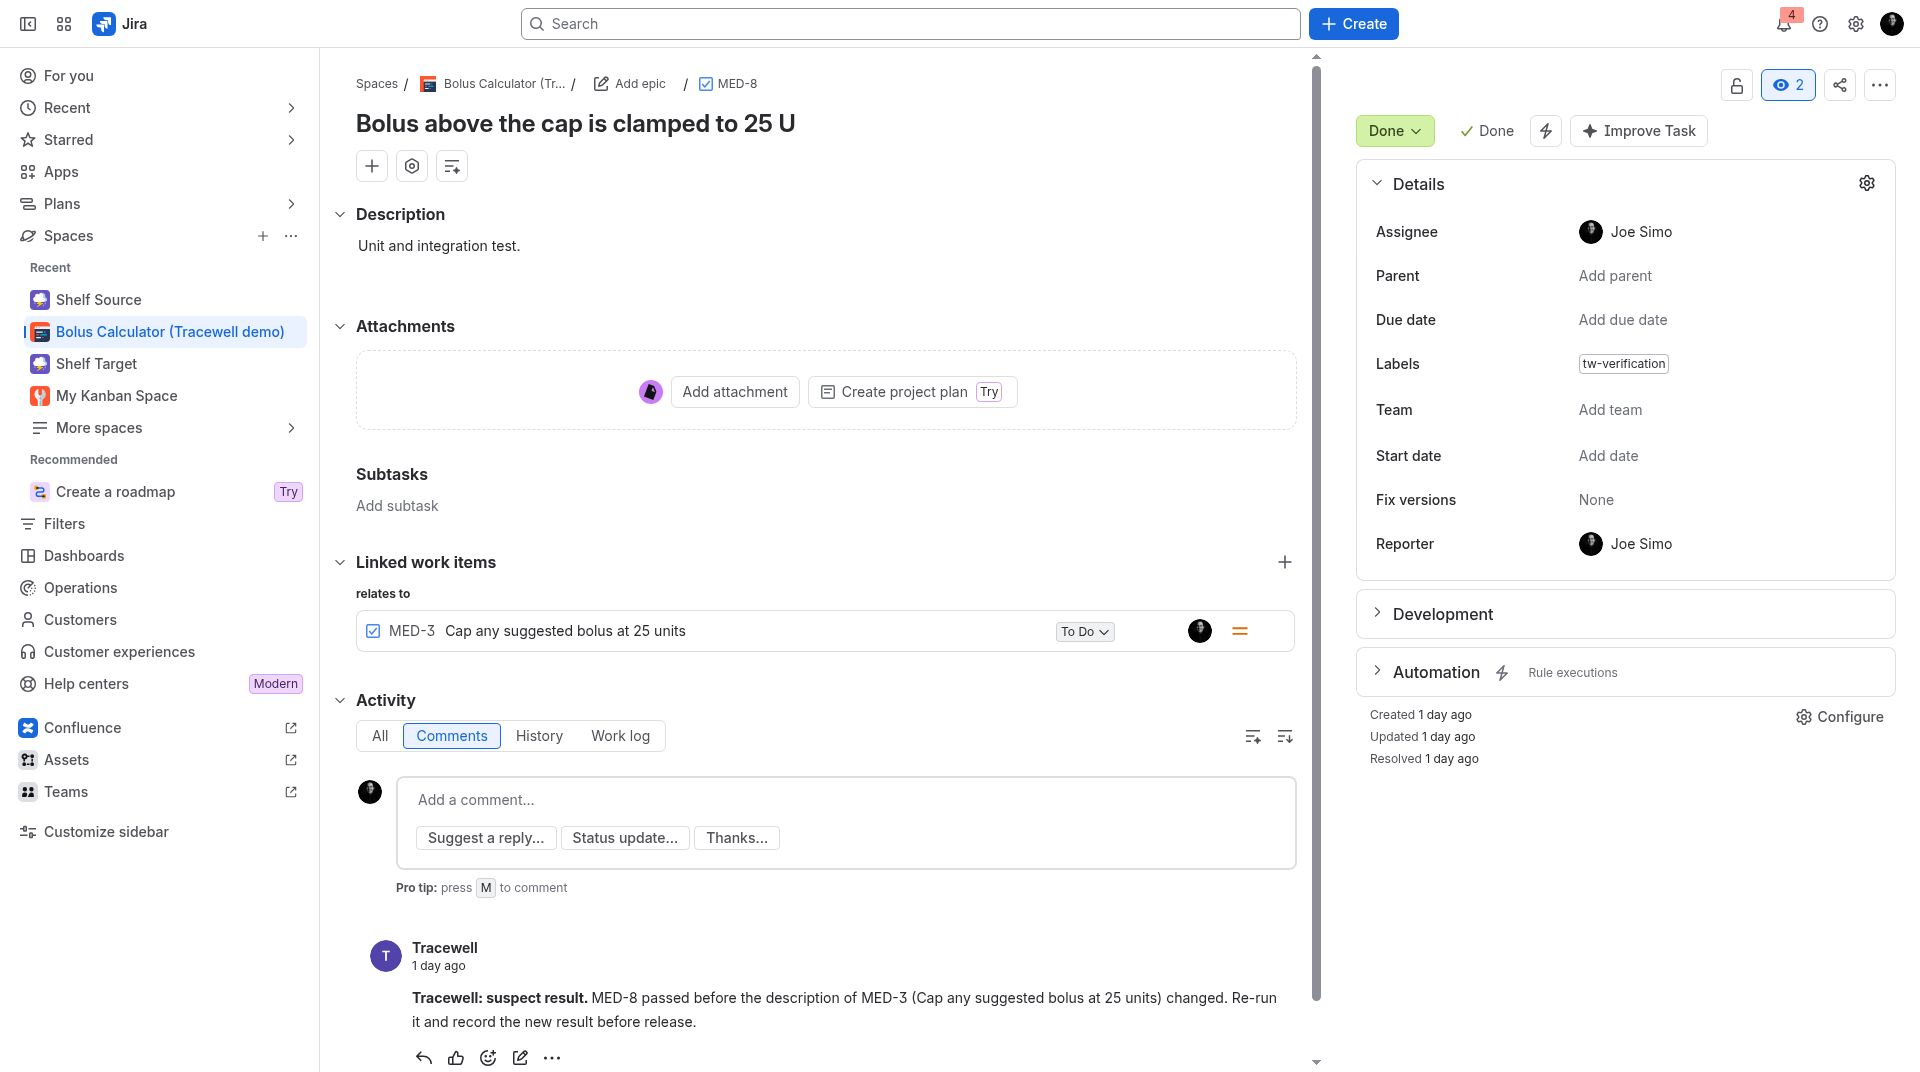 Jira
Search
Create
4
For you
Recent
Starred
Apps
Plans
Spaces
Recent
Shelf Source
Bolus Calculator (Tracewell demo)
Shelf Target
My Kanban Space
More spaces
Recommended
Create a roadmap Try
Filters
Dashboards
Operations
Customers
Customer experiences
Help centers Modern
Confluence
Assets
Teams
Customize sidebar
Spaces / Bolus Calculator (Tr... / Add epic / MED-8
Bolus above the cap is clamped to 25 U
Description
Unit and integration test.
Attachments
Add attachment Create project plan Try
Subtasks
Add subtask
Linked work items
relates to
MED-3 Cap any suggested bolus at 25 units To Do
Activity
All Comments History Work log
Add a comment...
Suggest a reply... Status update... Thanks...
Pro tip: press M to comment
T
Tracewell
1 day ago
Tracewell: suspect result. MED-8 passed before the description of MED-3 (Cap any suggested bolus at 25 units) changed. Re-run
it and record the new result before release.
2
Done Done Improve Task
Details
Assignee Joe Simo
Parent Add parent
Due date Add due date
Labels tw-verification
Team Add team
Start date Add date
Fix versions None
Reporter Joe Simo
Development
Automation Rule executions
Created 1 day ago Configure
Updated 1 day ago
Resolved 1 day ago